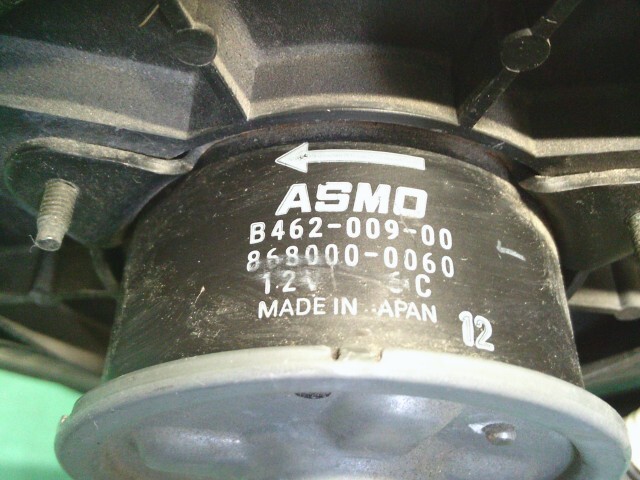 ASMO
B462-009-00
868000-0060
12V C
MADE IN JAPAN
12